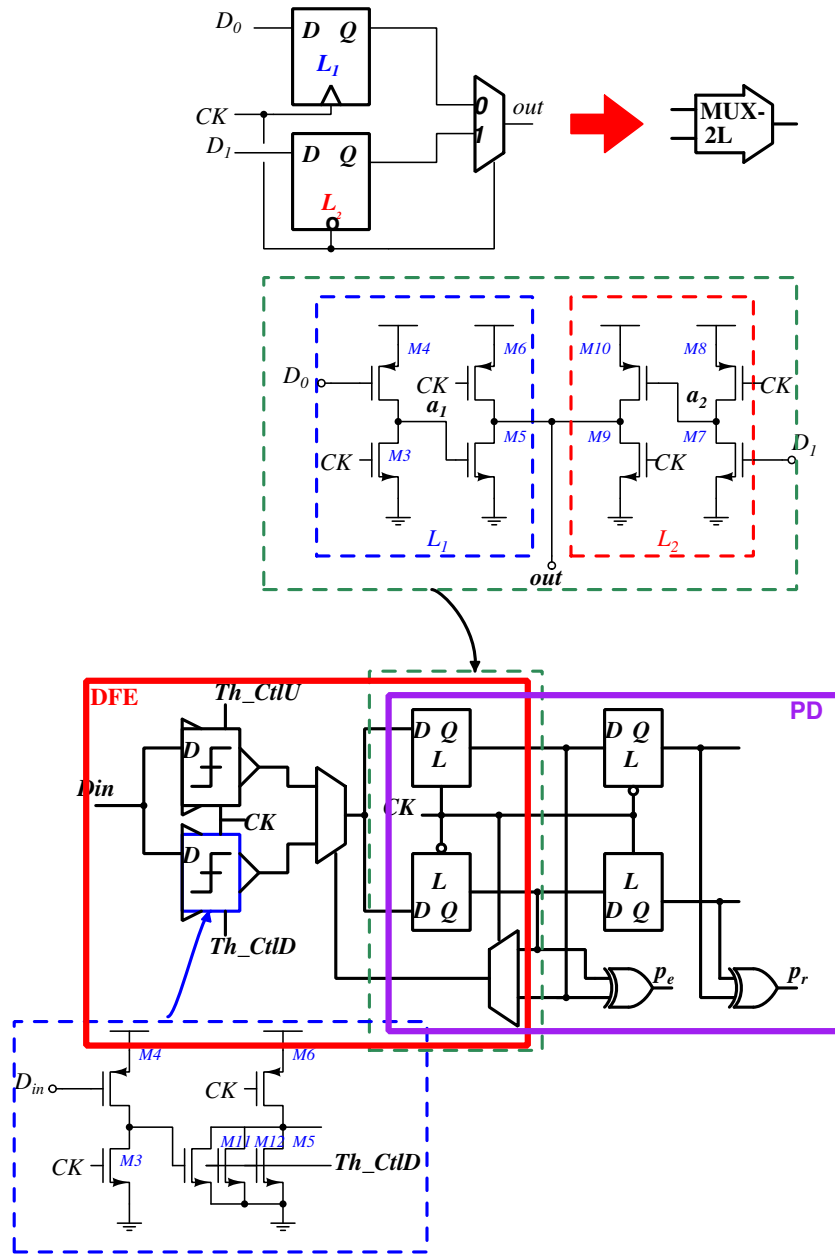 D0
D Q
L1
CK
0
1
out
MUX-
2L
D1
D Q
L2
M4
M6
M10
M8
D0
CK
a1
a2
CK
CK
M3
M5
M9
CK
M7
D1
L1
L2
out
DFE
Th_CtlU
PD
D
D Q
L
D Q
L
Din
CK
CK
D
L
D Q
L
D Q
Th_CtlD
pe
pr
M4
M6
Din
CK
M11
M12
M5
CK
M3
Th_CtlD